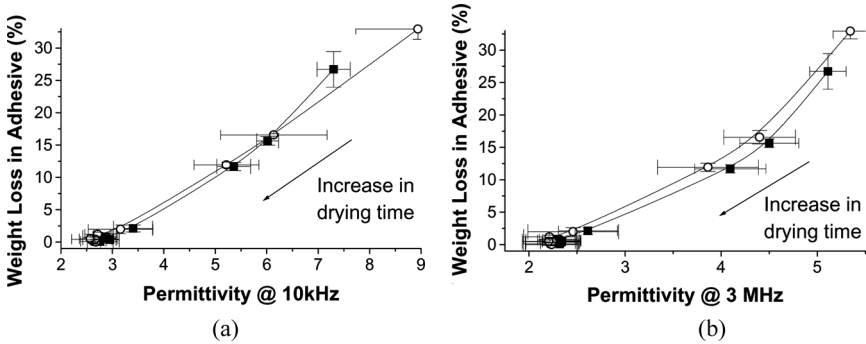 Weight Loss in Adhesive (%)
30
25
20
15
10
5
0
Increase in
drying time
2 3 4 5 6 7 8 9
Permittivity @ 10kHz
(a)
Weight Loss in Adhesive (%)
30
25
20
15
10
5
0
Increase in
drying time
2 3 4 5
Permittivity @ 3 MHz
(b)